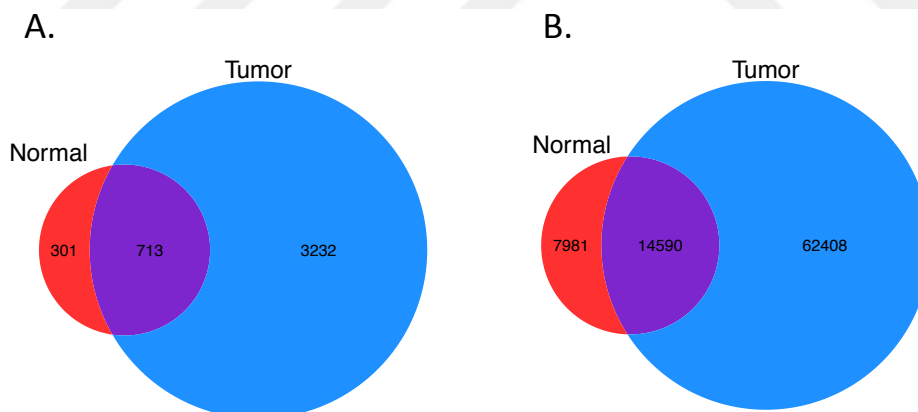 A.
Tumor
Normal
301
713
3232
B.
Tumor
Normal
7981
14590
62408